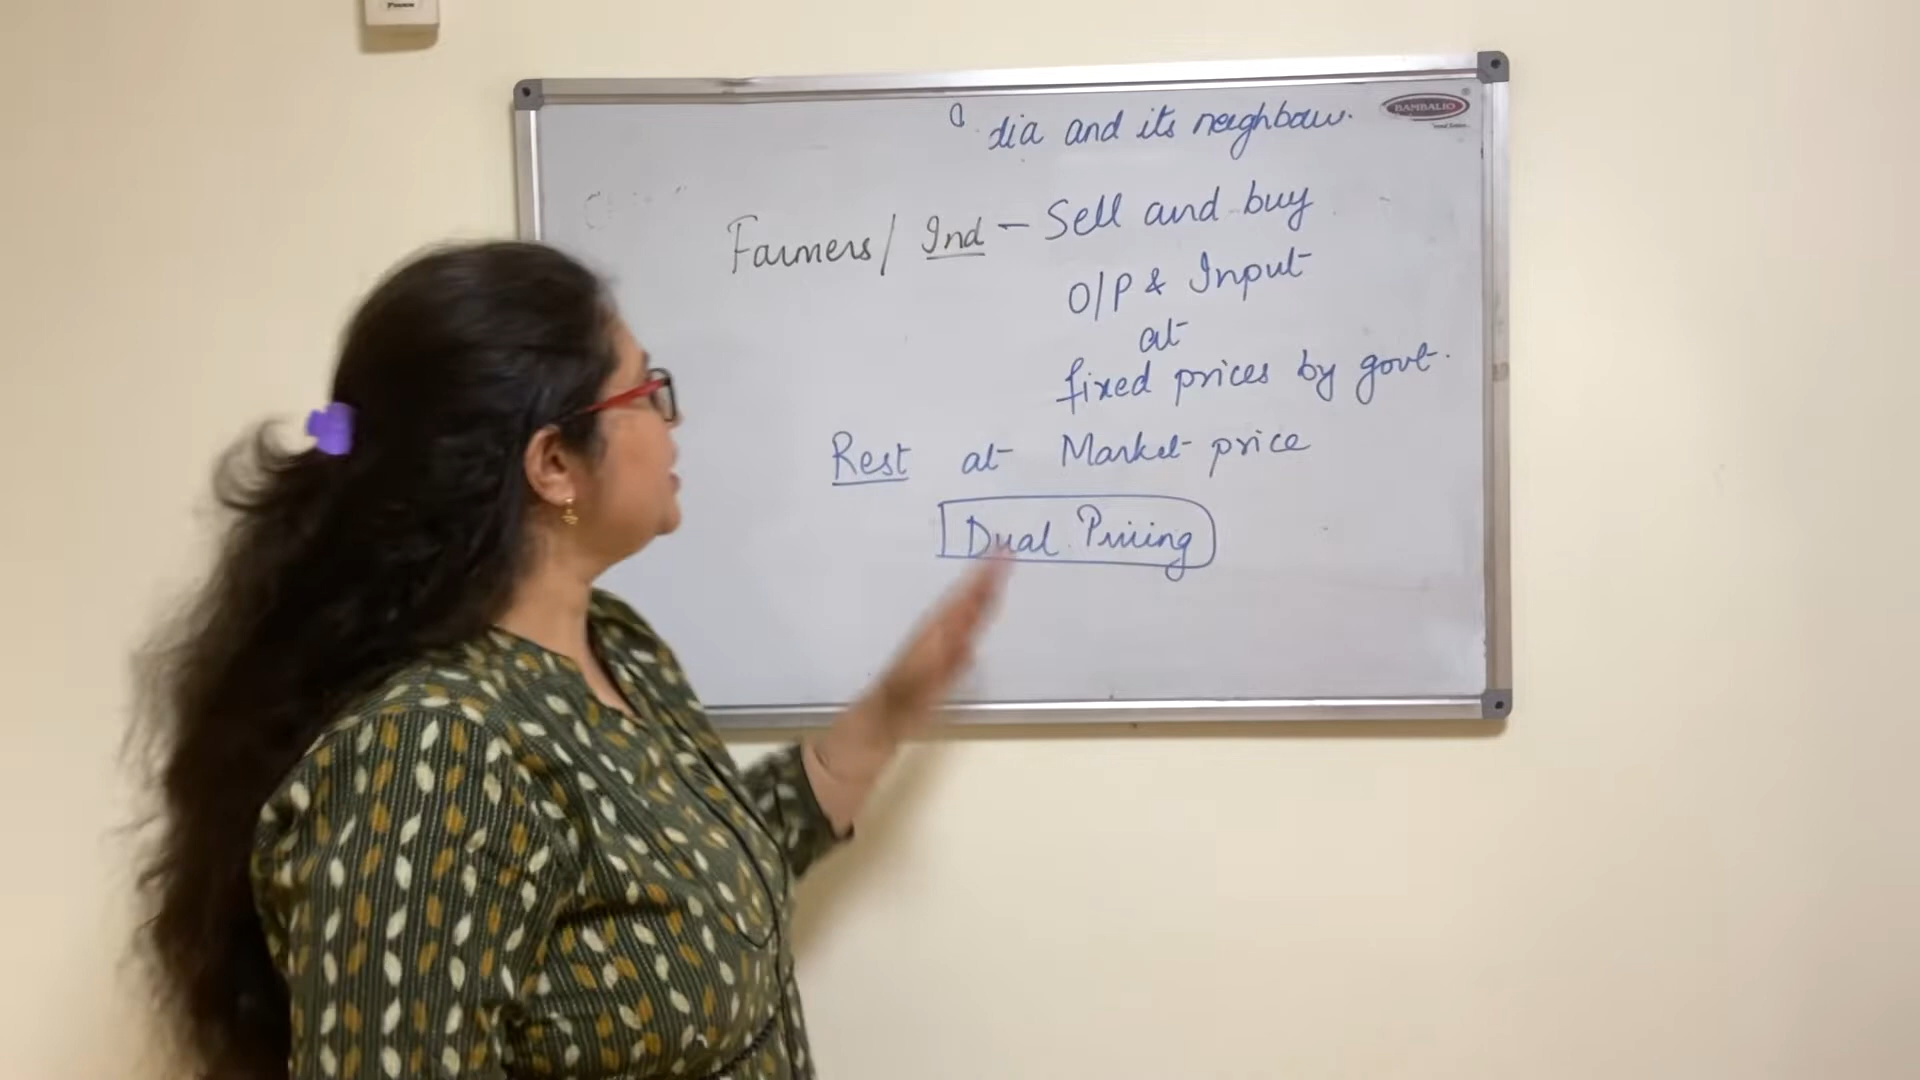 dia and its neighbour.
BAMBALIO
Farmers/ Ind - Sell and buy
O/P & Input
at
fixed prices by govt.
Rest at Market price
Dual Pricing